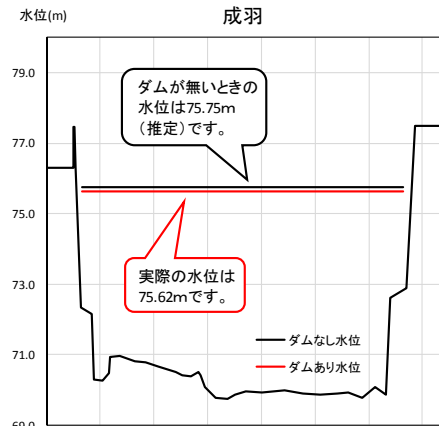 水位(m)
成羽
79.0
ダムが無いときの
水位は75.75m
（推定）です。
77.0
75.0
実際の水位は
75.62mです。
73.0
ダムなし水位
ダムあり水位
71.0
69.0